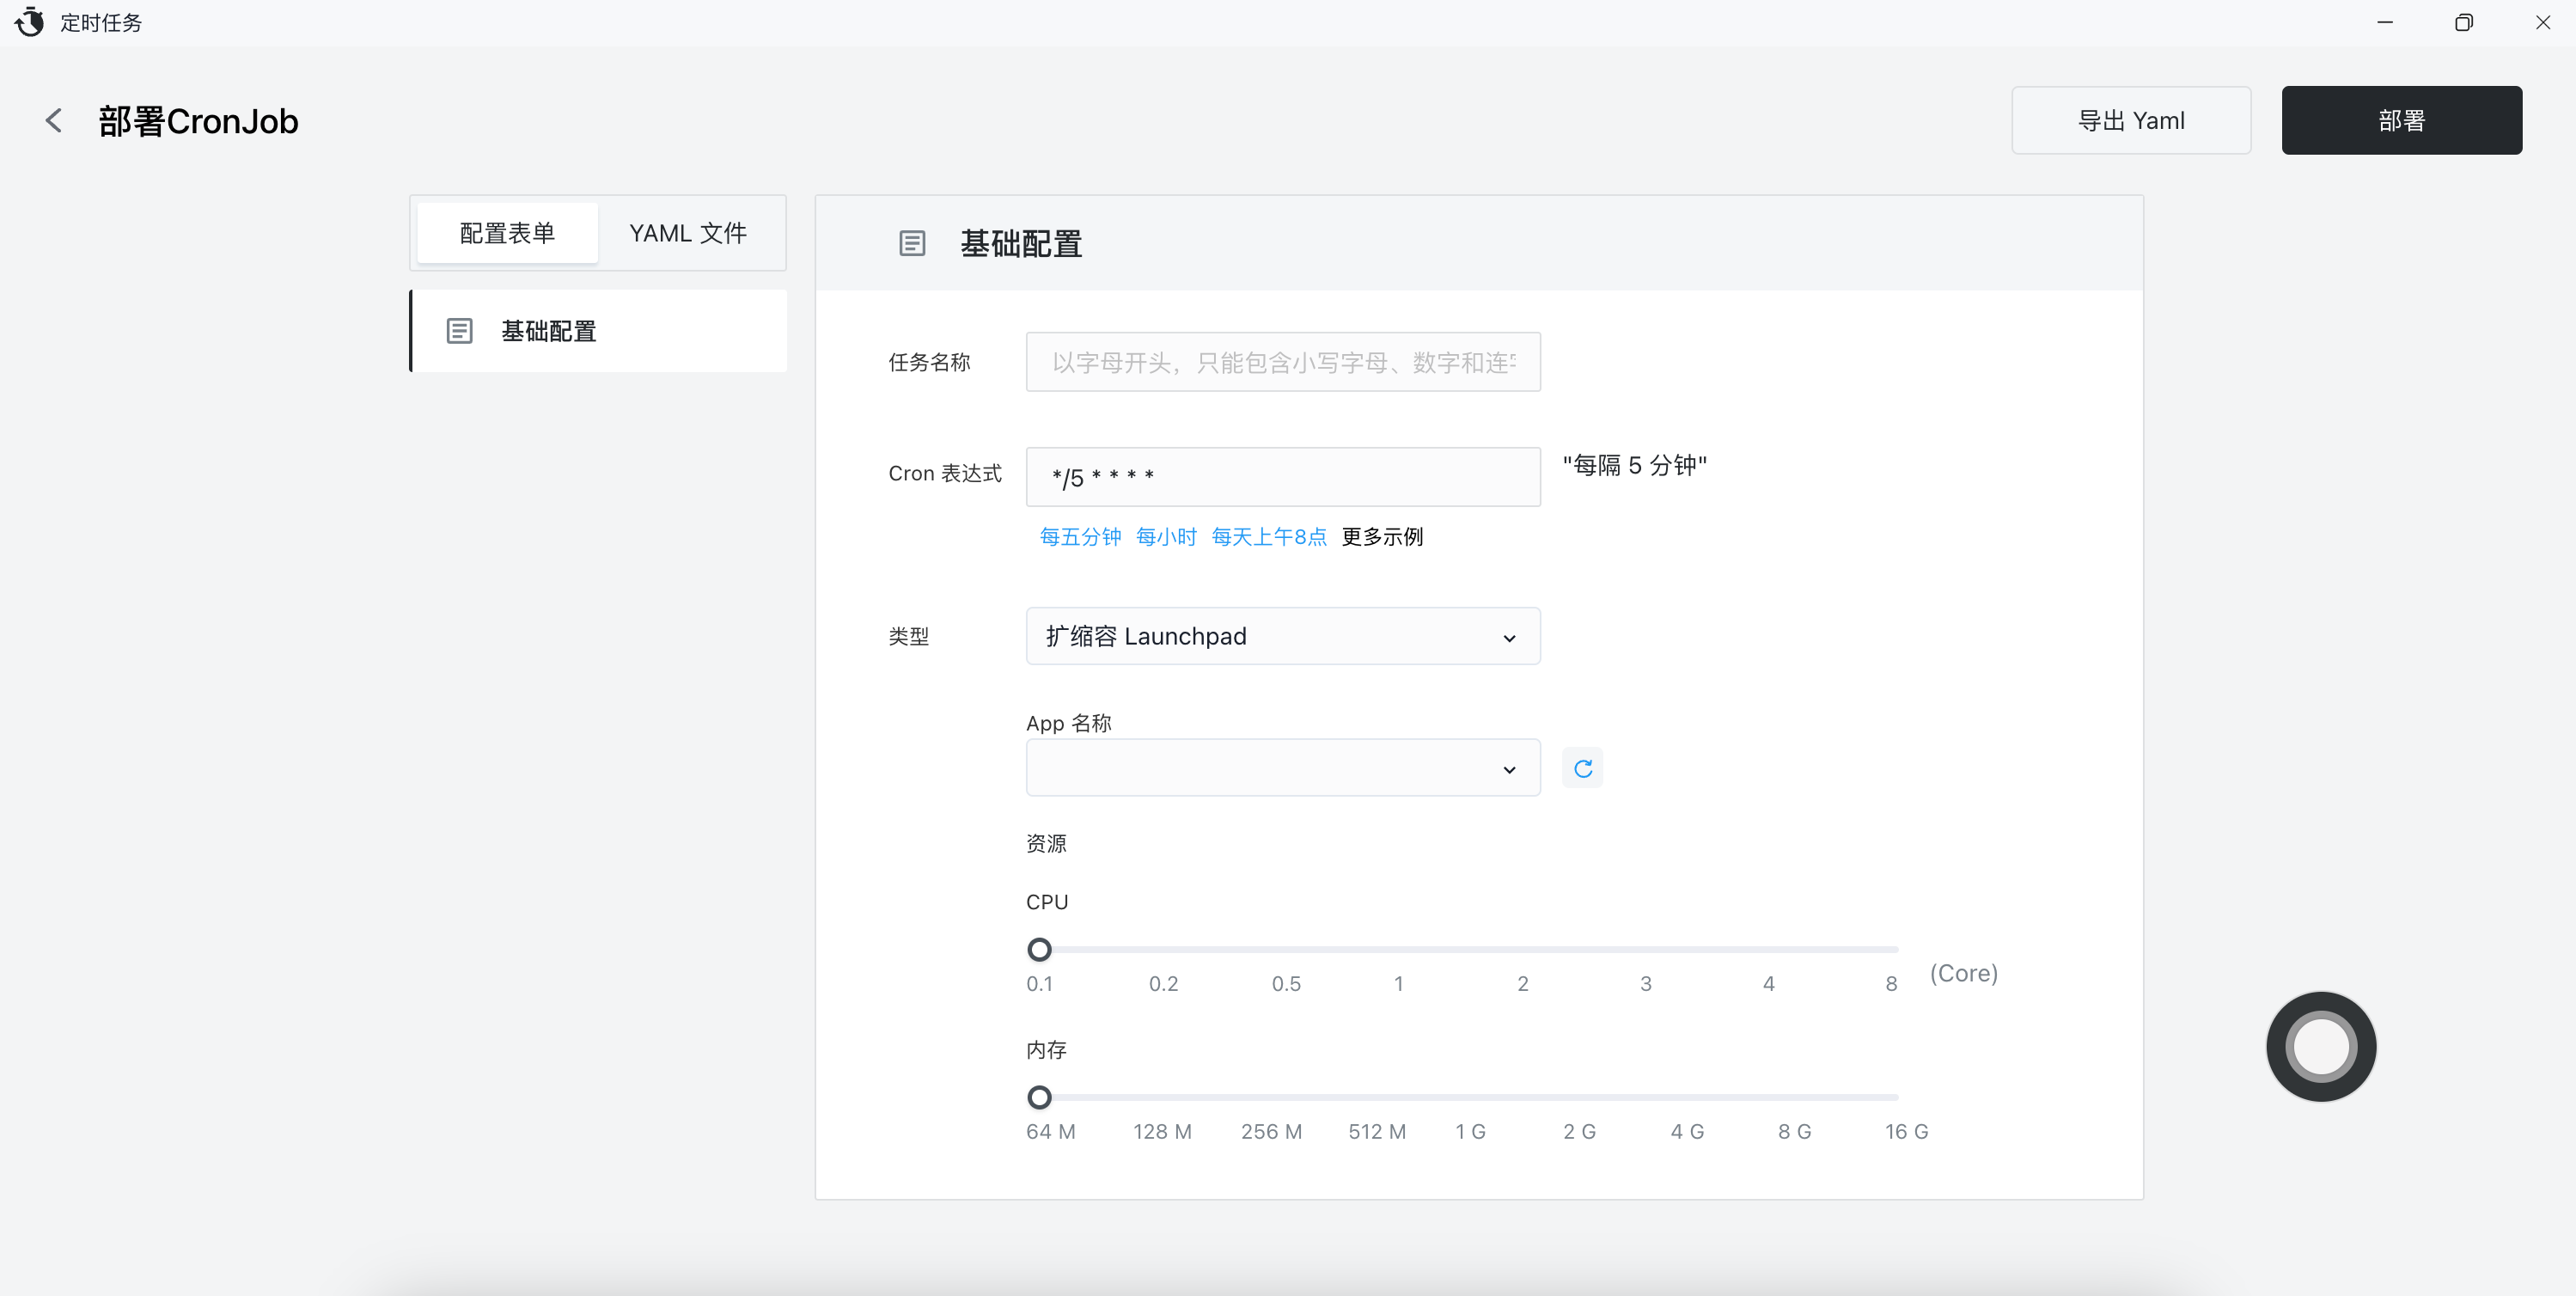 定时任务
部署CronJob
导出 Yaml
部署
配置表单
YAML 文件
基础配置
基础配置
任务名称
以字母开头，只能包含小写字母、数字和连
Cron 表达式
*/5 * * * *
"每隔 5 分钟"
每五分钟 每小时 每天上午8点 更多示例
类型
扩缩容 Launchpad
App 名称
资源
CPU
0.1 0.2 0.5 1 2 3 4 8 (Core)
内存
64 M 128 M 256 M 512 M 1 G 2 G 4 G 8 G 16 G